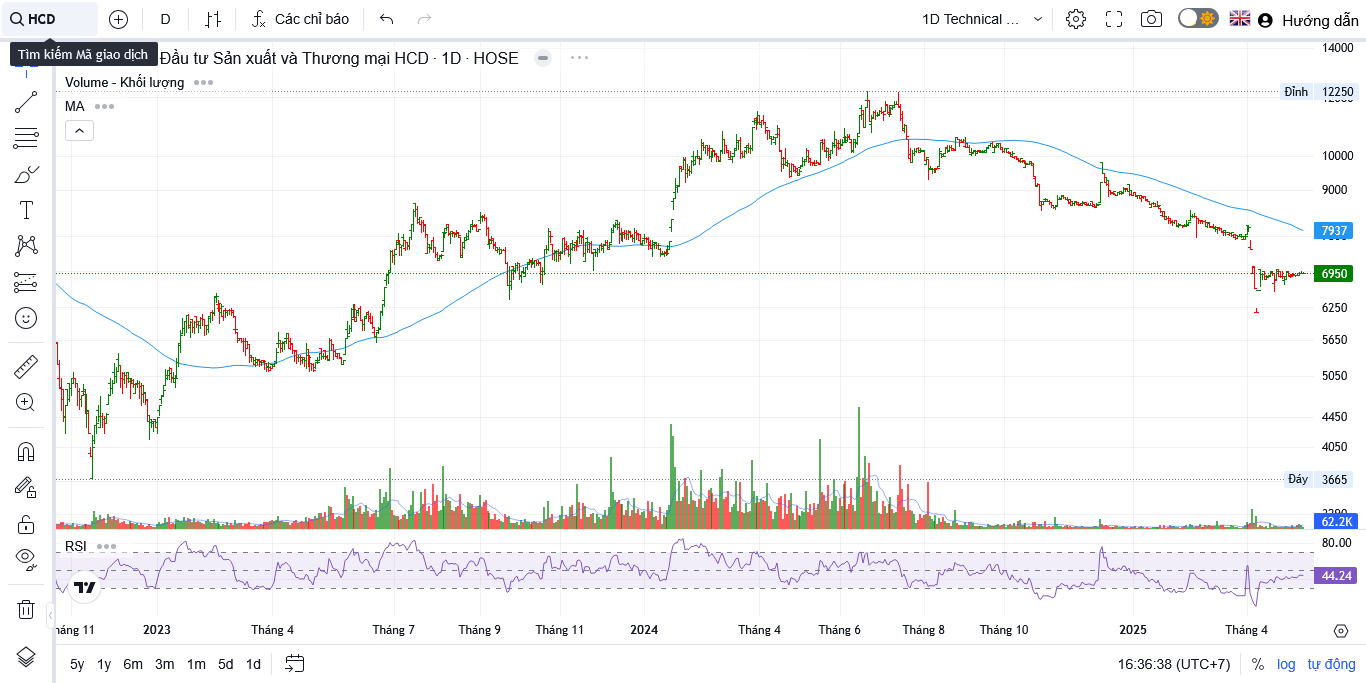 HCD
D
Các chỉ báo
1D Technical ...
Hướng dẫn
Tìm kiếm Mã giao dịch
Đầu tư Sản xuất và Thương mại HCD · 1D · HOSE
Volume - Khối lượng
MA
14000
Đỉnh 12250
10000
9000
7937
6950
6250
5650
5050
4450
4050
Đáy 3665
62.2K
RSI
80.00
44.24
háng 11 2023 Tháng 4 Tháng 7 Tháng 9 Tháng 11 2024 Tháng 4 Tháng 6 Tháng 8 Tháng 10 2025 Tháng 4
5y 1y 6m 3m 1m 5d 1d
16:36:38 (UTC+7) % log tự động